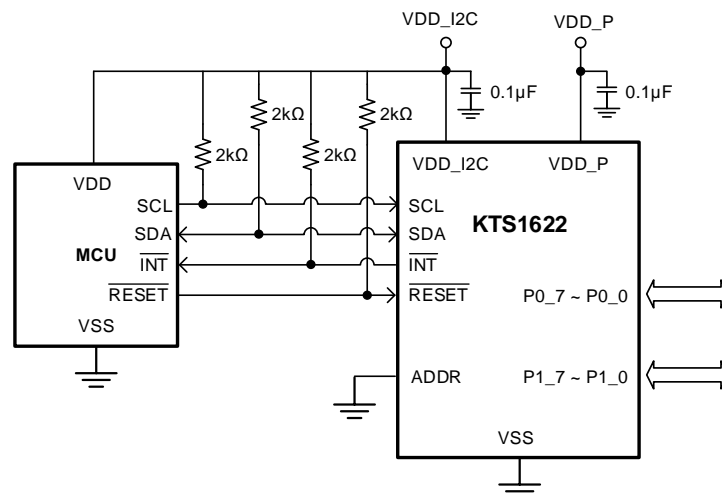 VDD_I2C
VDD_P
0.1µF
0.1µF
2kΩ
2kΩ
2kΩ
2kΩ
VDD
VDD_I2C
VDD_P
SCL
SCL
KTS1622
SDA
SDA
MCU
INT
INT
RESET
RESET
P0_7 ~ P0_0
VSS
ADDR
P1_7 ~ P1_0
VSS